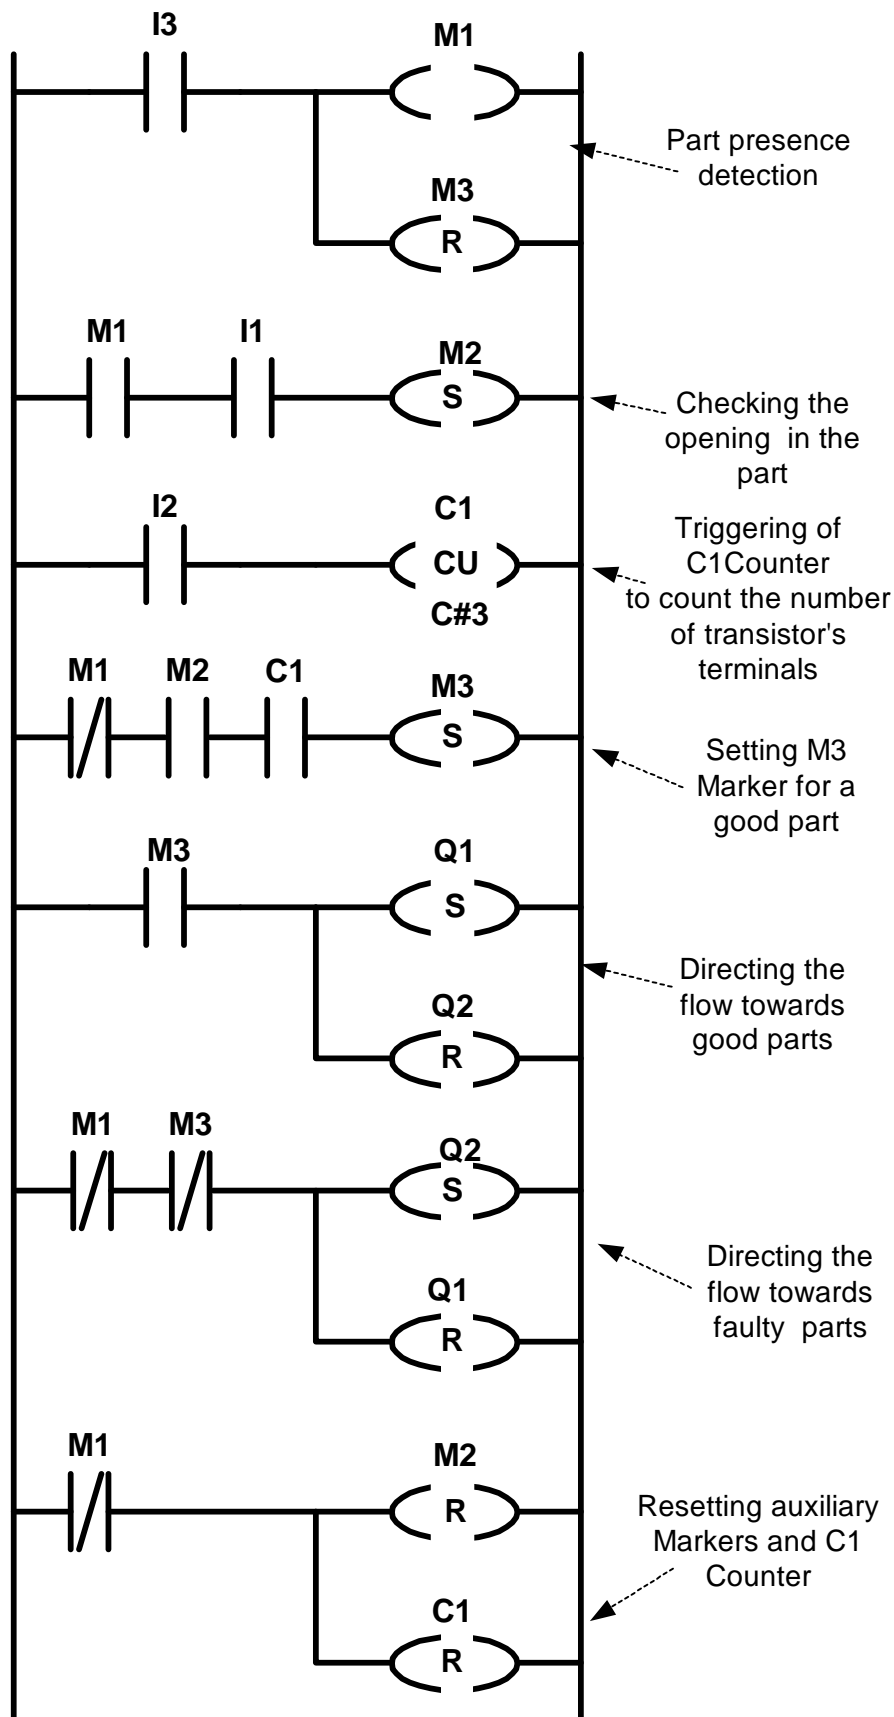 I3
M1
Part presence
detection
M3
R
M1
I1
M2
S
Checking the
opening in the
part
I2
C1
CU
C#3
Triggering of
C1Counter
to count the number
of transistor's
terminals
M1
M2
C1
M3
S
Setting M3
Marker for a
good part
M3
Q1
S
Q2
R
Directing the
flow towards
good parts
M1
M3
Q2
S
Q1
R
Directing the
flow towards
faulty parts
M1
M2
R
C1
R
Resetting auxiliary
Markers and C1
Counter